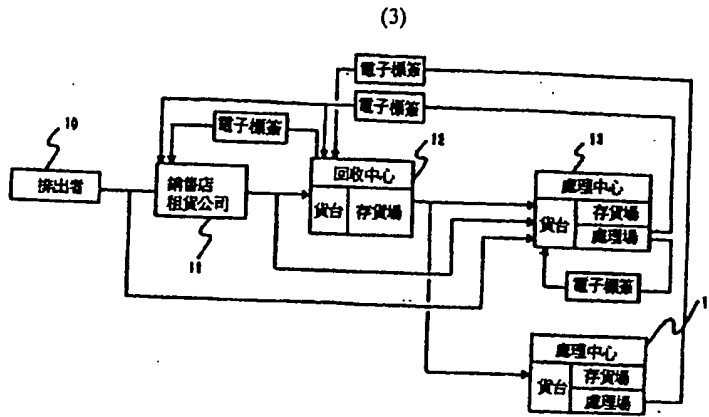 (3)
電子標簽
電子標簽
電子標簽
10
12
13
排出者
銷售店
租貨公司
11
回收中心
貨台
存貨場
處理中心
貨台
存貨場
處理場
電子標簽
1
處理中心
貨台
存貨場
處理場